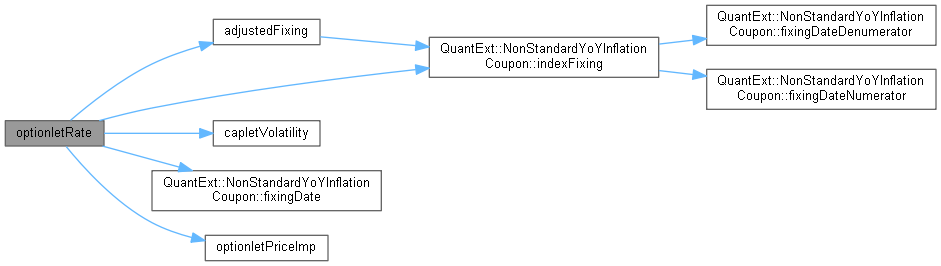 adjustedFixing
QuantExt::NonStandardYoYInflation
Coupon::fixingDateDenumerator
QuantExt::NonStandardYoYInflation
Coupon::indexFixing
QuantExt::NonStandardYoYInflation
Coupon::fixingDateNumerator
optionletRate
capletVolatility
QuantExt::NonStandardYoYInflation
Coupon::fixingDate
optionletPriceImp